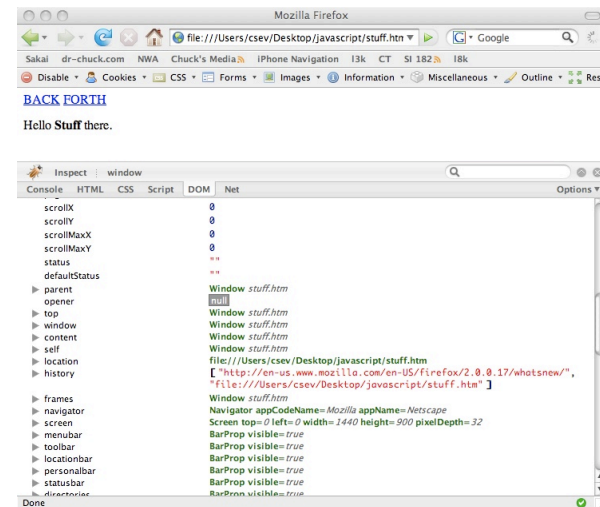 Mozilla Firefox
file:///Users/csev/Desktop/javascript/stuff.htm
G Google
Sakai dr-chuck.com NWA Chuck's Media iPhone Navigation I3k CT SI 182 I8k
Disable Cookies CSS Forms Images Information Miscellaneous Outline Res
BACK FORTH
Hello Stuff there.
Inspect window
Console HTML CSS Script DOM Net Options
scrollX 0
scrollY 0
scrollMaxX 0
scrollMaxY 0
status ""
defaultStatus ""
parent Window stuff.htm
opener null
top Window stuff.htm
window Window stuff.htm
content Window stuff.htm
self Window stuff.htm
location file:///Users/csev/Desktop/javascript/stuff.htm
history [ "http://en-us.www.mozilla.com/en-US/firefox/2.0.0.17/whatsnew/",
"file:///Users/csev/Desktop/javascript/stuff.htm" ]
frames Window stuff.htm
navigator Navigator appCodeName=Mozilla appName=Netscape
screen Screen top=0 left=0 width=1440 height=900 pixelDepth=32
menubar BarProp visible=true
toolbar BarProp visible=true
locationbar BarProp visible=true
personalbar BarProp visible=true
statusbar BarProp visible=true
directories BarProp visible=true
Done